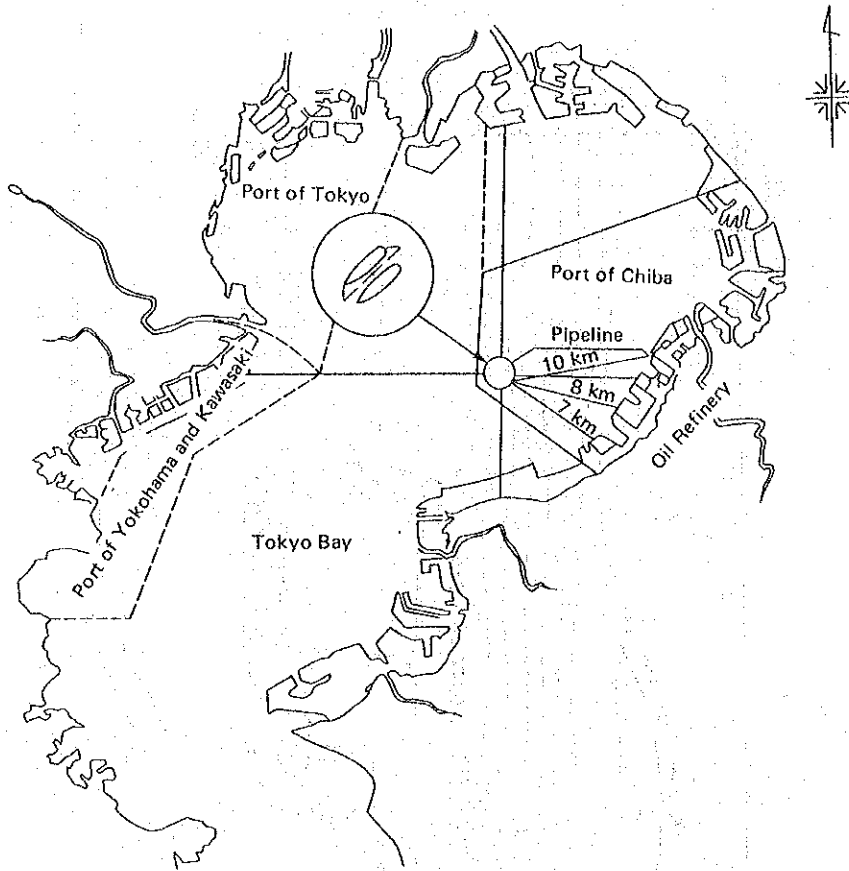 Port of Tokyo
Port of Chiba
Pipeline
10 km
8 km
7 km
Oil Refinery
Port of Yokohama and Kawasaki
Tokyo Bay